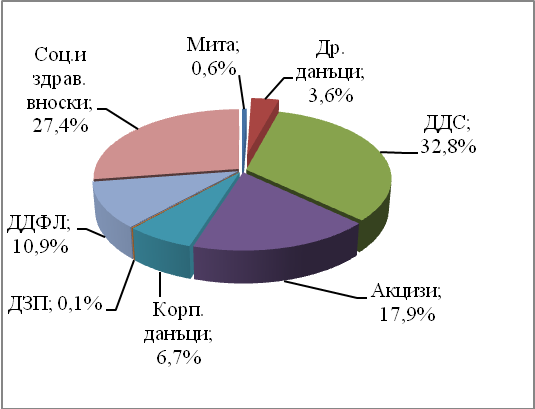 Мита;
0,6%
Др.
данъци;
3,6%
ДДС;
32,8%
Акцизи;
17,9%
Корп.
данъци;
6,7%
ДЗП; 0,1%
ДДФЛ;
10,9%
Соц.и
здрав.
вноски;
27,4%